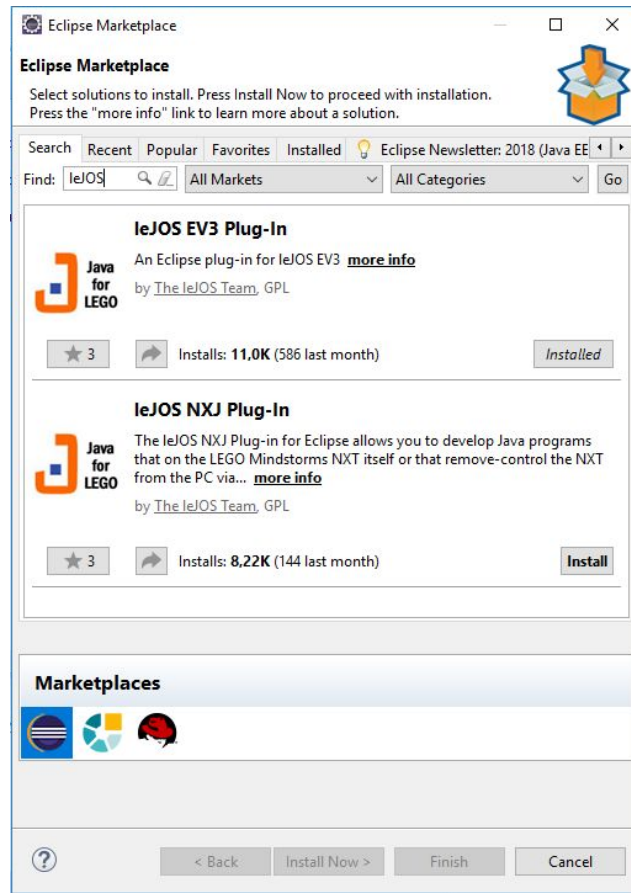 Eclipse Marketplace
Eclipse Marketplace
Select solutions to install. Press Install Now to proceed with installation.
Press the "more info" link to learn more about a solution.
Search Recent Popular Favorites Installed Eclipse Newsletter: 2018 (Java EE
Find: leJOS All Markets All Categories Go
leJOS EV3 Plug-In
An Eclipse plug-in for leJOS EV3 more info
by The leJOS Team, GPL
Java
for
LEGO
3 Installs: 11,0K (586 last month) Installed
leJOS NXJ Plug-In
The leJOS NXJ Plug-in for Eclipse allows you to develop Java programs
that on the LEGO Mindstorms NXT itself or that remove-control the NXT
from the PC via... more info
by The leJOS Team, GPL
Java
for
LEGO
3 Installs: 8,22K (144 last month) Install
Marketplaces
? < Back Install Now > Finish Cancel